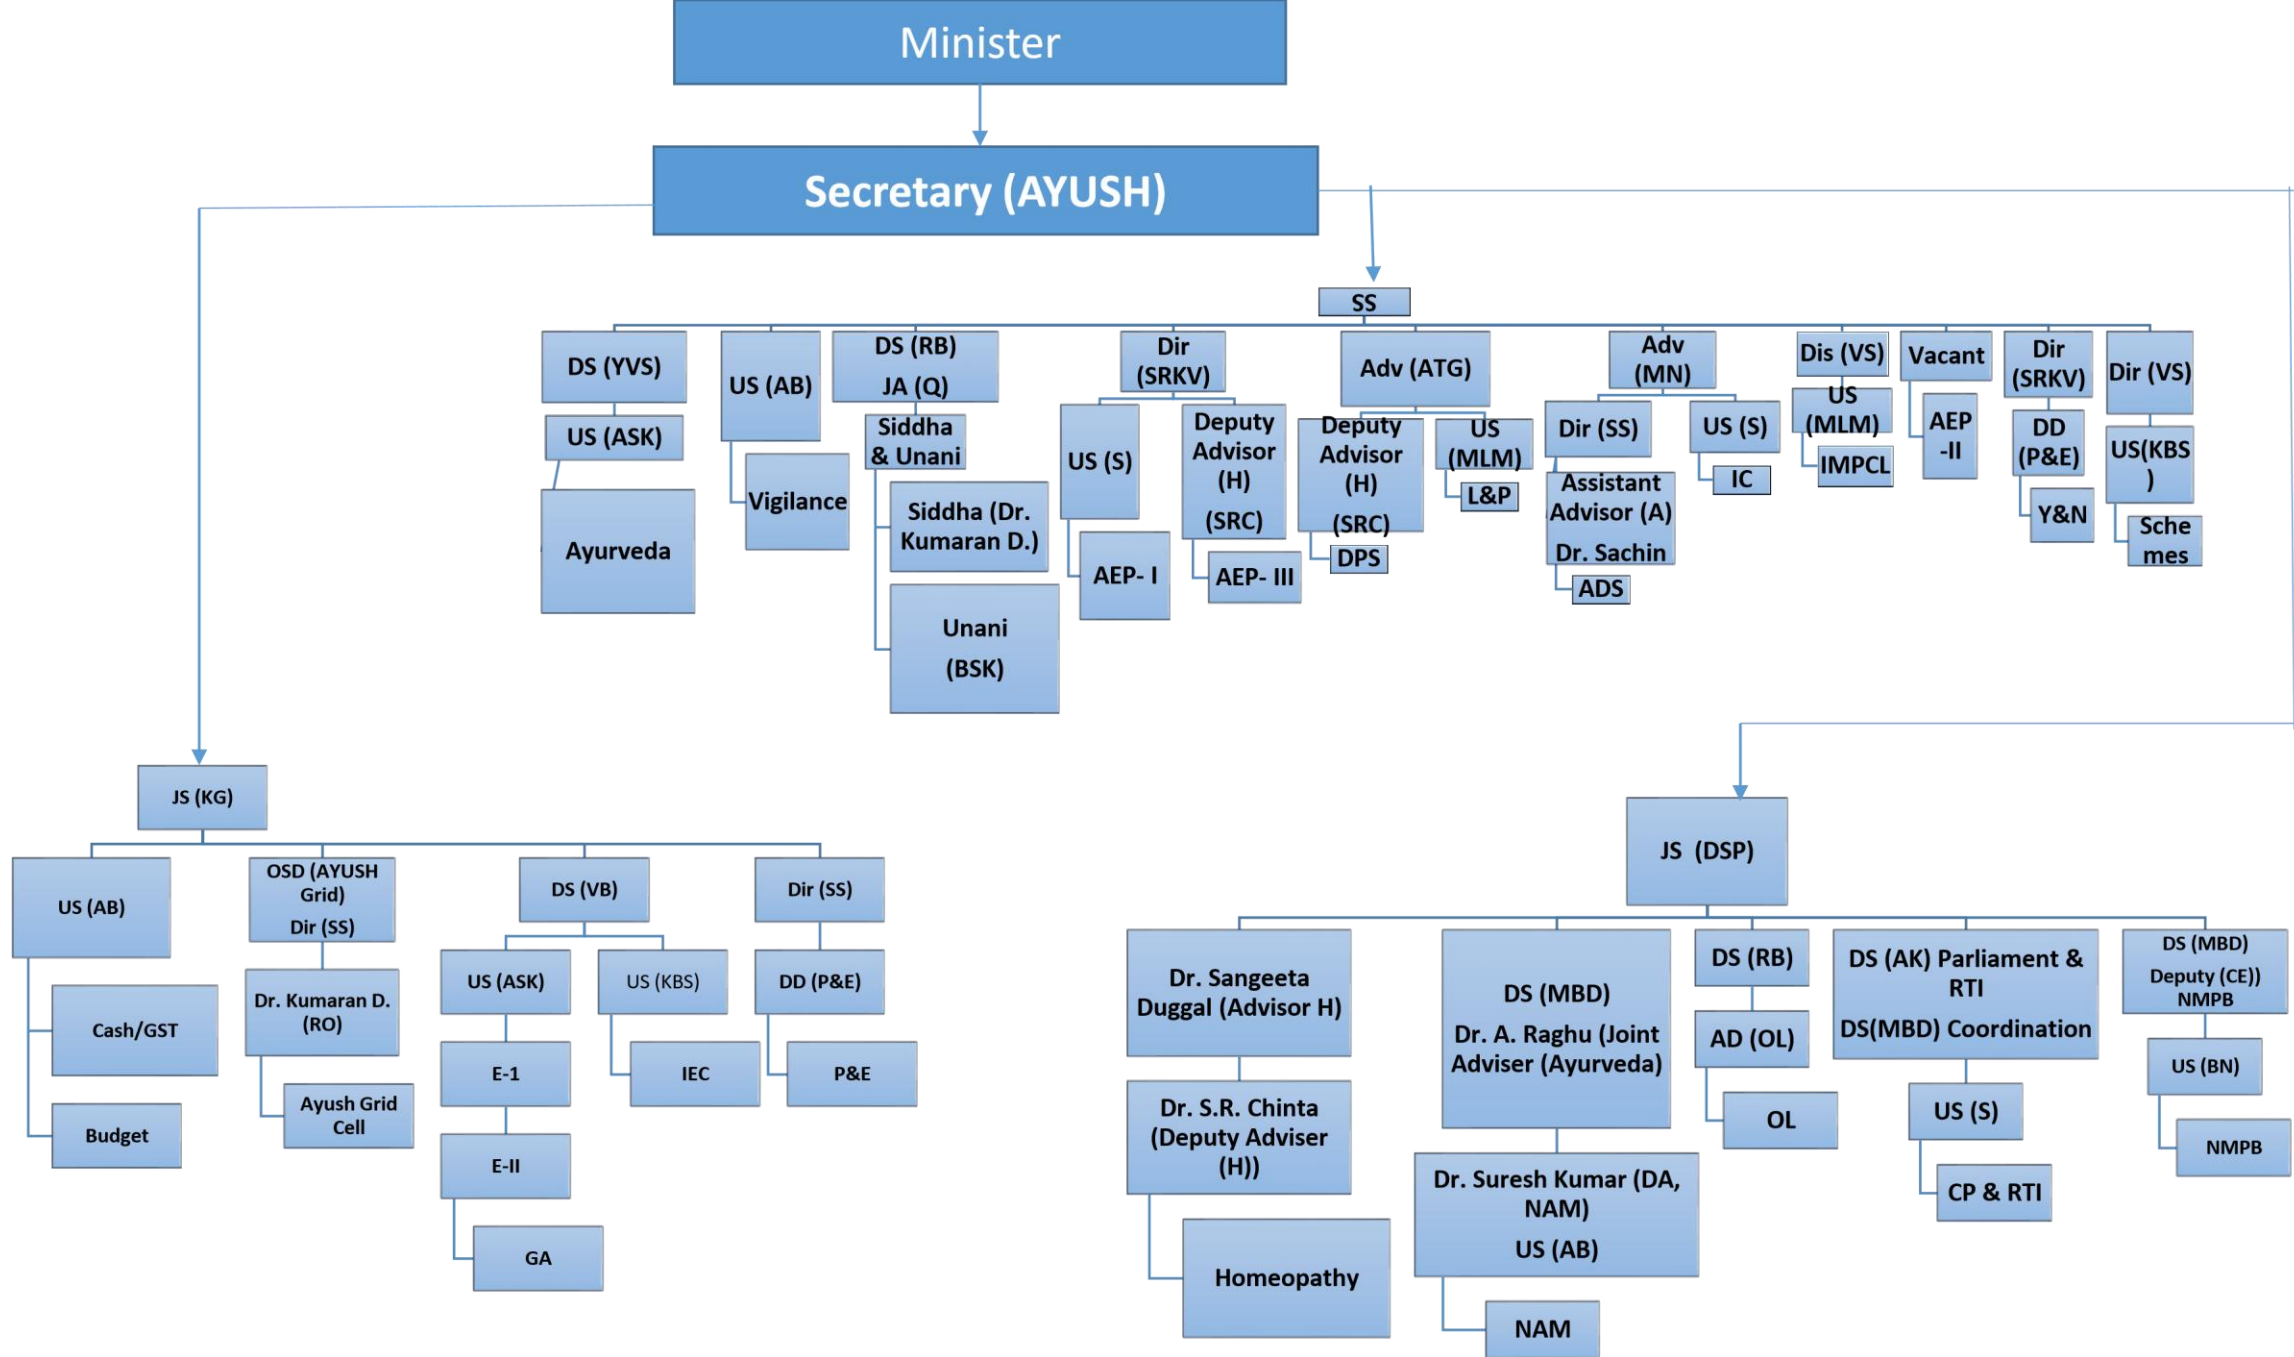 Minister
Secretary (AYUSH)
SS
DS (YVS)
US (ASK)
Ayurveda
US (AB)
Vigilance
DS (RB)
JA (Q)
Siddha
& Unani
Siddha (Dr.
Kumaran D.)
Unani
(BSK)
Dir
(SRKV)
US (S)
AEP- I
Deputy
Advisor
(H)
(SRC)
AEP- III
Adv (ATG)
Deputy
Advisor
(H)
(SRC)
DPS
US
(MLM)
L&P
Adv
(MN)
Dir (SS)
Assistant
Advisor (A)
Dr. Sachin
ADS
US (S)
IC
Dis (VS)
US
(MLM)
IMPCL
Vacant
AEP
-II
Dir
(SRKV)
DD
(P&E)
Y&N
Dir (VS)
US(KBS
)
Sche
mes
JS (KG)
US (AB)
Cash/GST
Budget
OSD (AYUSH
Grid)
Dir (SS)
Dr. Kumaran D.
(RO)
Ayush Grid
Cell
DS (VB)
US (ASK)
E-1
E-II
GA
US (KBS)
IEC
Dir (SS)
DD (P&E)
P&E
JS (DSP)
Dr. Sangeeta
Duggal (Advisor H)
Dr. S.R. Chinta
(Deputy Adviser
(H))
Homeopathy
DS (MBD)
Dr. A. Raghu (Joint
Adviser (Ayurveda)
Dr. Suresh Kumar (DA,
NAM)
US (AB)
NAM
DS (RB)
AD (OL)
OL
DS (AK) Parliament &
RTI
DS(MBD) Coordination
US (S)
CP & RTI
DS (MBD)
Deputy (CE))
NMPB
US (BN)
NMPB